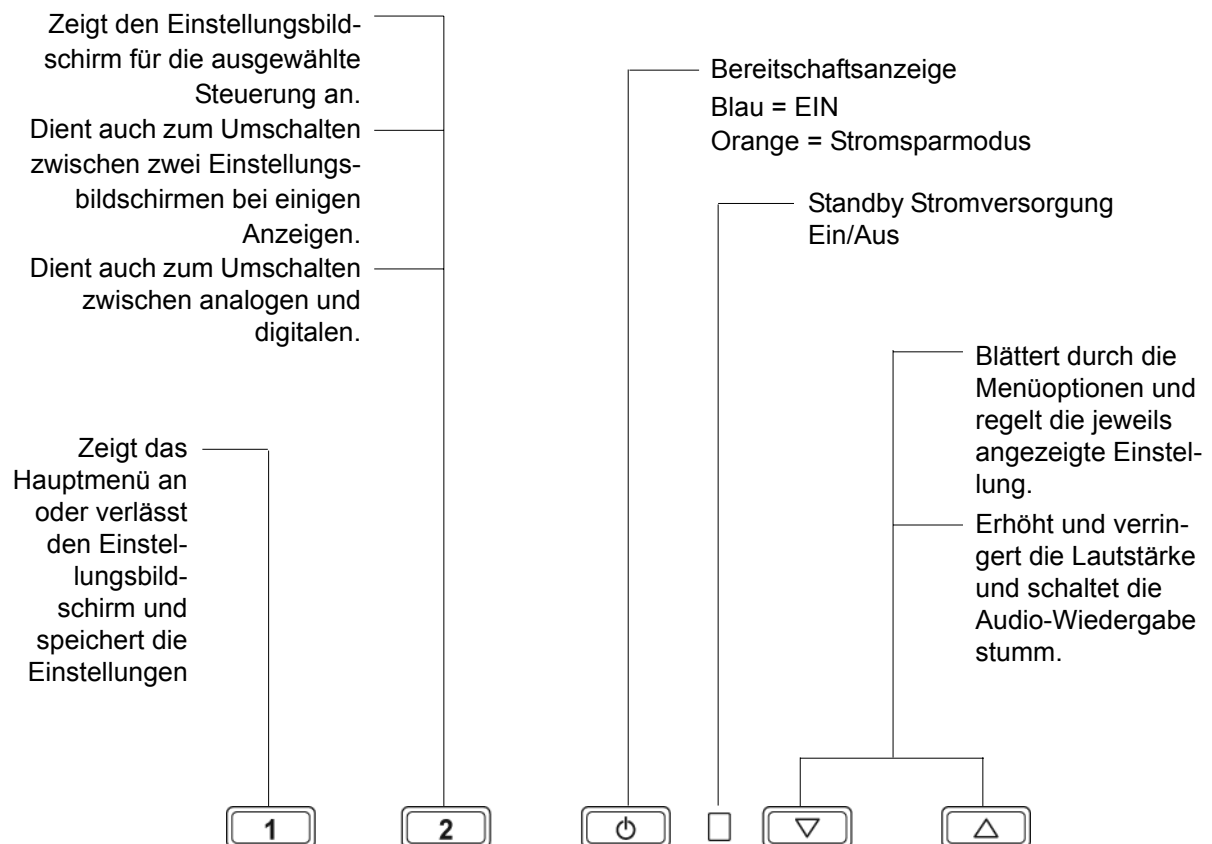 Zeigt den Einstellungsbild-
schirm für die ausgewählte
Steuerung an.
Dient auch zum Umschalten
zwischen zwei Einstellungs-
bildschirmen bei einigen
Anzeigen.
Dient auch zum Umschalten
zwischen analogen und
digitalen.
Bereitschaftsanzeige
Blau = EIN
Orange = Stromsparmodus
Standby Stromversorgung
Ein/Aus
Blättert durch die
Menüoptionen und
regelt die jeweils
angezeigte Einstel-
lung.
Erhöht und verrin-
gert die Lautstärke
und schaltet die
Audio-Wiedergabe
stumm.
Zeigt das
Hauptmenü an
oder verlässt
den Einstel-
lungsbild-
schirm und
speichert die
Einstellungen
1
2